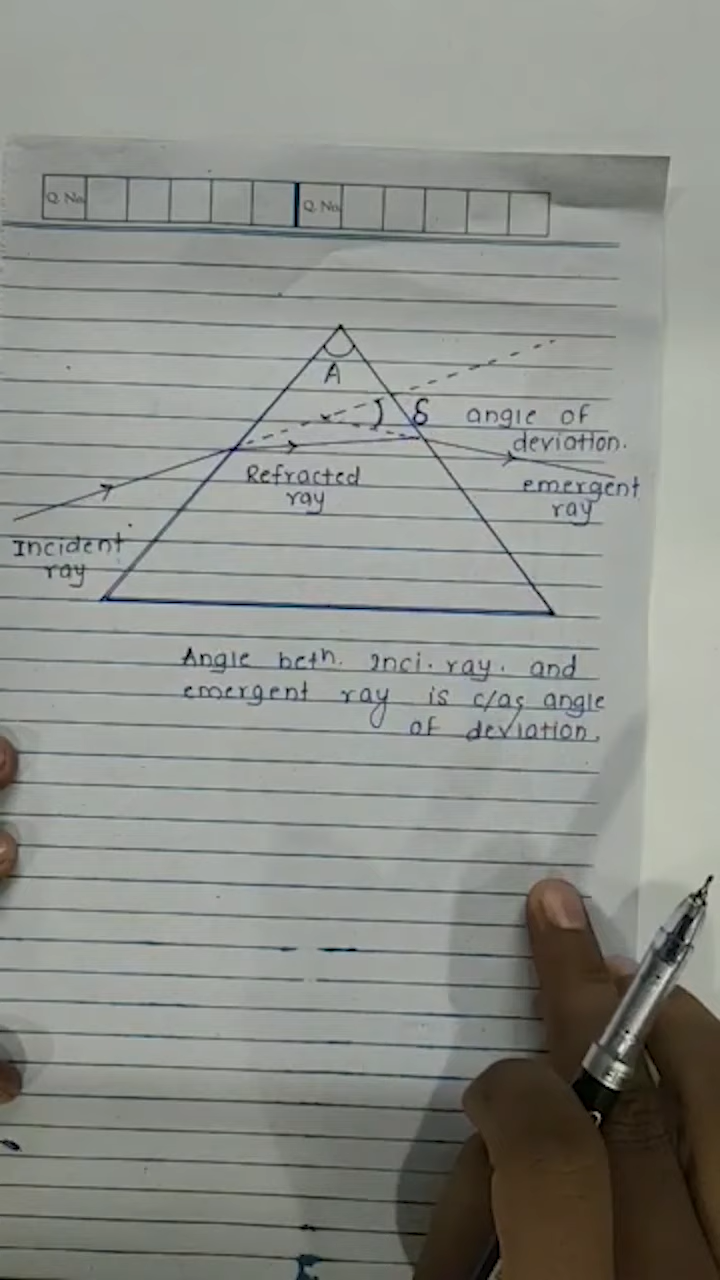 Q. No. Q. No.
A
δ angle of
deviation.
Refracted
ray
emergent
ray
Incident
ray
Angle beth. Inci. ray. and
emergent ray is c/as angle
of deviation.